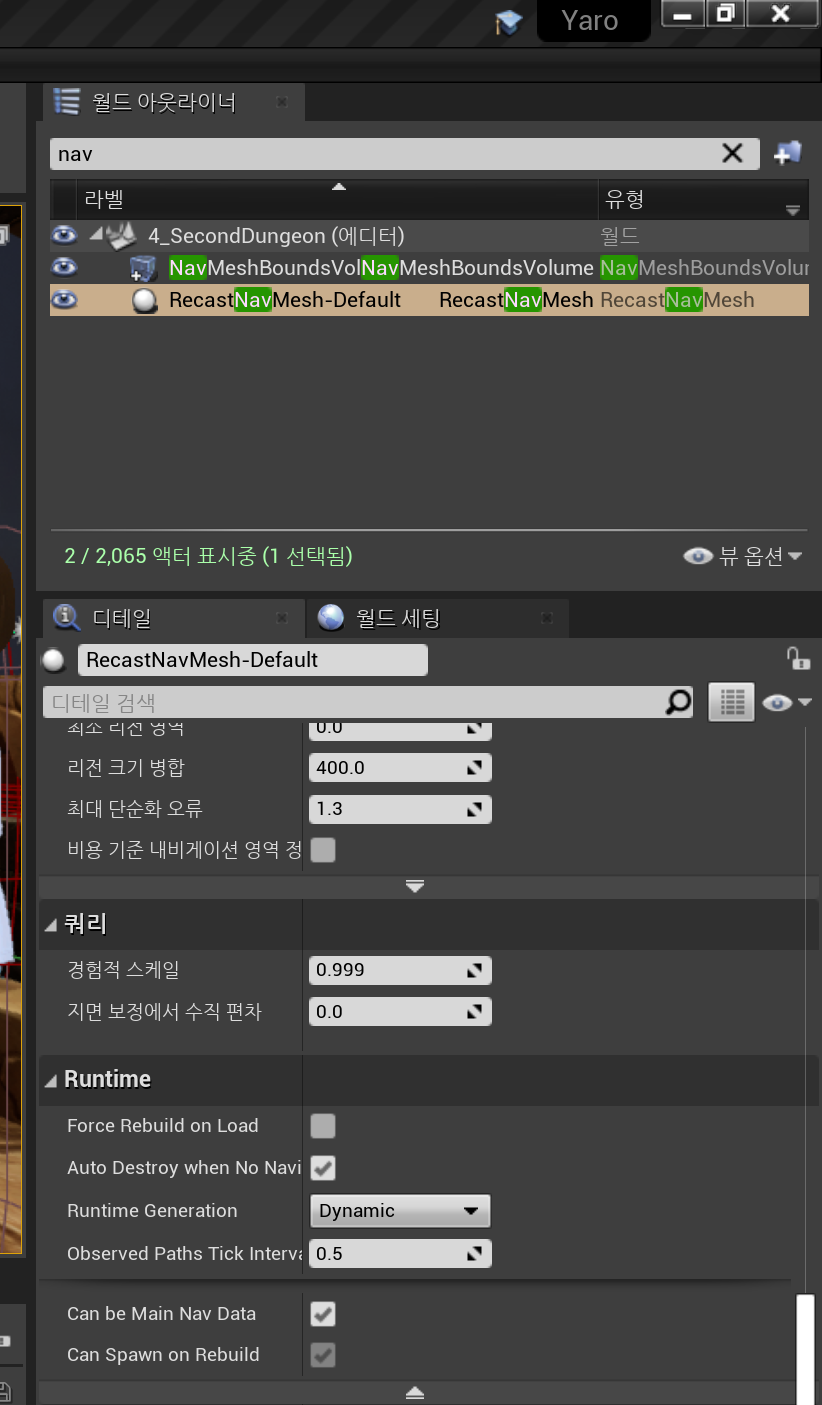 Yaro
월드 아웃라이너
nav
라벨 유형
4_SecondDungeon (에디터) 월드
NavMeshBoundsVolNavMeshBoundsVolume NavMeshBoundsVolu
RecastNavMesh-Default RecastNavMesh RecastNavMesh
2 / 2,065 액터 표시중 (1 선택됨) 뷰 옵션
디테일 월드 세팅
RecastNavMesh-Default
디테일 검색
최소 리전 영역 0.0
리전 크기 병합 400.0
최대 단순화 오류 1.3
비용 기준 내비게이션 영역 정
쿼리
경험적 스케일 0.999
지면 보정에서 수직 편차 0.0
Runtime
Force Rebuild on Load
Auto Destroy when No Navi
Runtime Generation Dynamic
Observed Paths Tick Interva 0.5
Can be Main Nav Data
Can Spawn on Rebuild